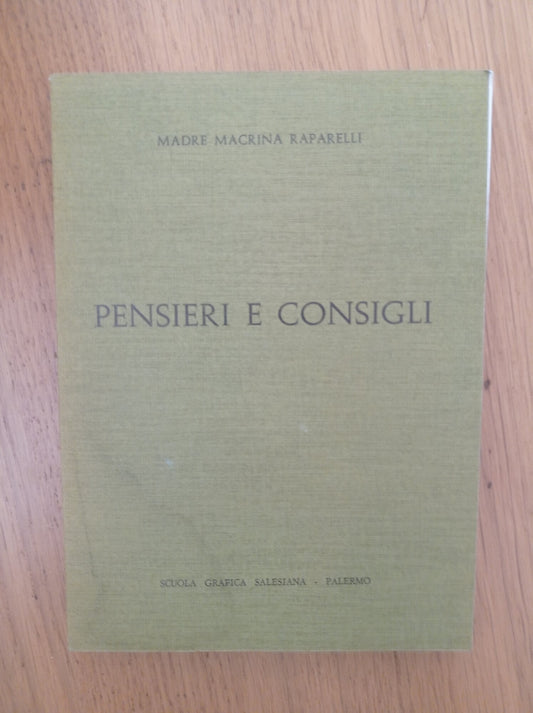 MADRE MACRINA RAPARELLI
PENSIERI E CONSIGLI
SCUOLA GRAFICA SALESIANA - PALERMO